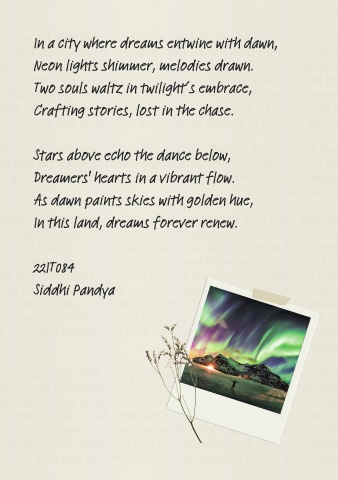 In a city where dreams entwine with dawn,
Neon lights shimmer, melodies drawn.
Two souls waltz in twilight's embrace,
Crafting stories, lost in the chase.
Stars above echo the dance below,
Dreamers' hearts in a vibrant flow.
As dawn paints skies with golden hue,
In this land, dreams forever renew.
22IT084
Siddhi Pandya